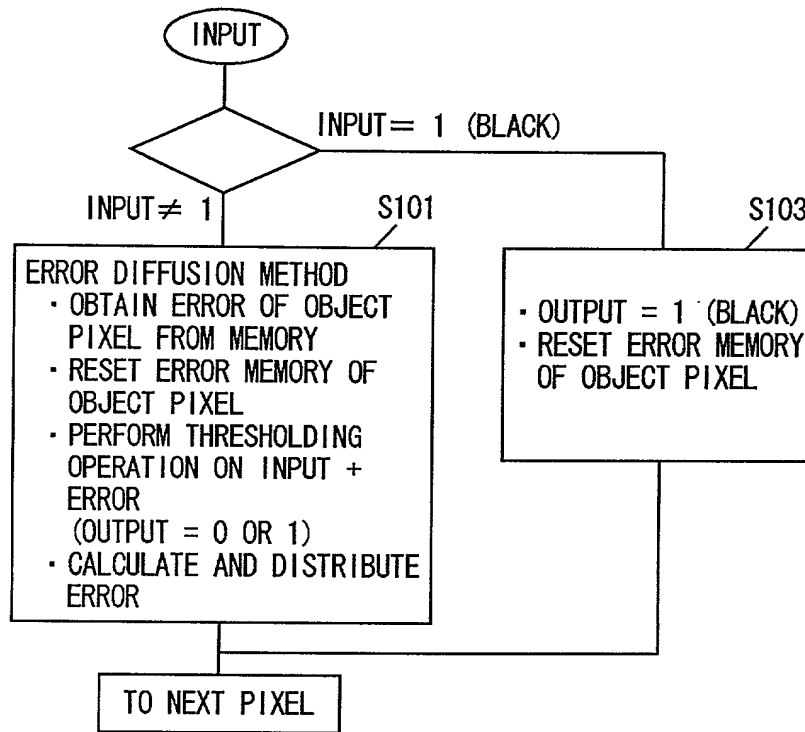 INPUT
INPUT= 1 (BLACK)
INPUT≠ 1
S101
S103
ERROR DIFFUSION METHOD
・OBTAIN ERROR OF OBJECT
PIXEL FROM MEMORY
・RESET ERROR MEMORY OF
OBJECT PIXEL
・PERFORM THRESHOLDING
OPERATION ON INPUT +
ERROR
(OUTPUT = 0 OR 1)
・CALCULATE AND DISTRIBUTE
ERROR
・OUTPUT = 1 (BLACK)
・RESET ERROR MEMORY
OF OBJECT PIXEL
TO NEXT PIXEL